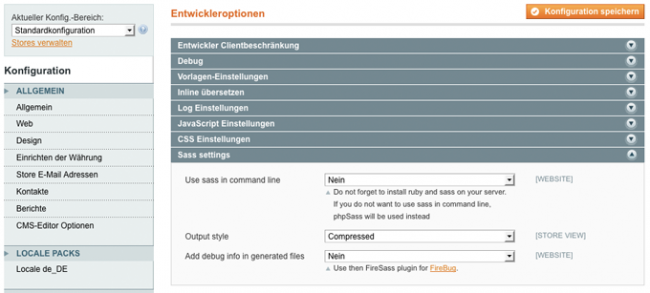 Aktueller Konfig.-Bereich:
Standardkonfiguration
Stores verwalten
Konfiguration
ALLGEMEIN
Allgemein
Web
Design
Einrichten der Währung
Store E-Mail Adressen
Kontakte
Berichte
CMS-Editor Optionen
LOCALE PACKS
Locale de_DE
Entwickleroptionen
Konfiguration speichern
Entwickler Clientbeschränkung
Debug
Vorlagen-Einstellungen
Inline übersetzen
Log Einstellungen
JavaScript Einstellungen
CSS Einstellungen
Sass settings
Use sass in command line Nein [WEBSITE]
Do not forget to install ruby and sass on your server.
If you do not want to use sass in command line,
phpSass will be used instead
Output style Compressed [STORE VIEW]
Add debug info in generated files Nein [WEBSITE]
Use then FireSass plugin for FireBug.